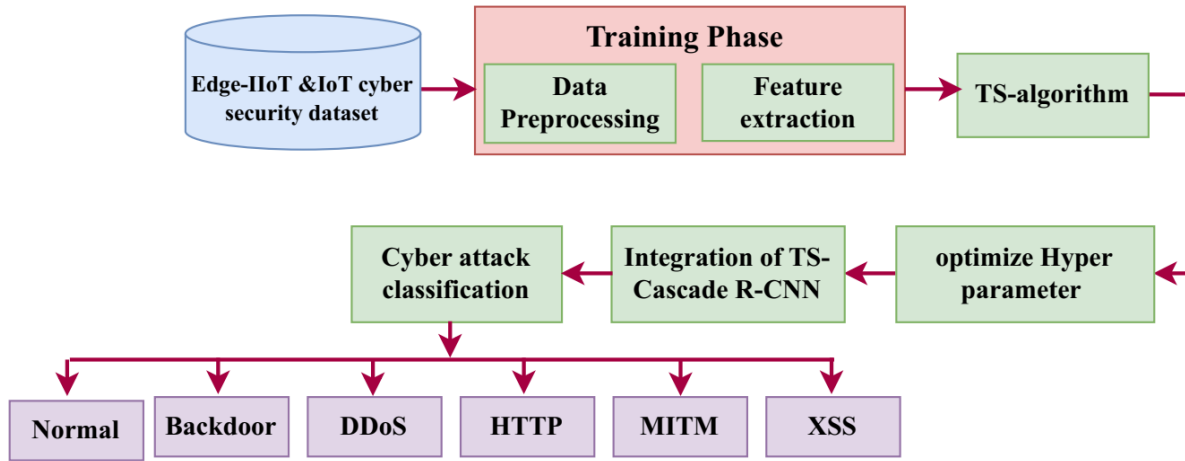 Edge-IIoT &IoT cyber
security dataset
Training Phase
Data
Preprocessing
Feature
extraction
TS-algorithm
Cyber attack
classification
Integration of TS-
Cascade R-CNN
optimize Hyper
parameter
Normal
Backdoor
DDoS
HTTP
MITM
XSS